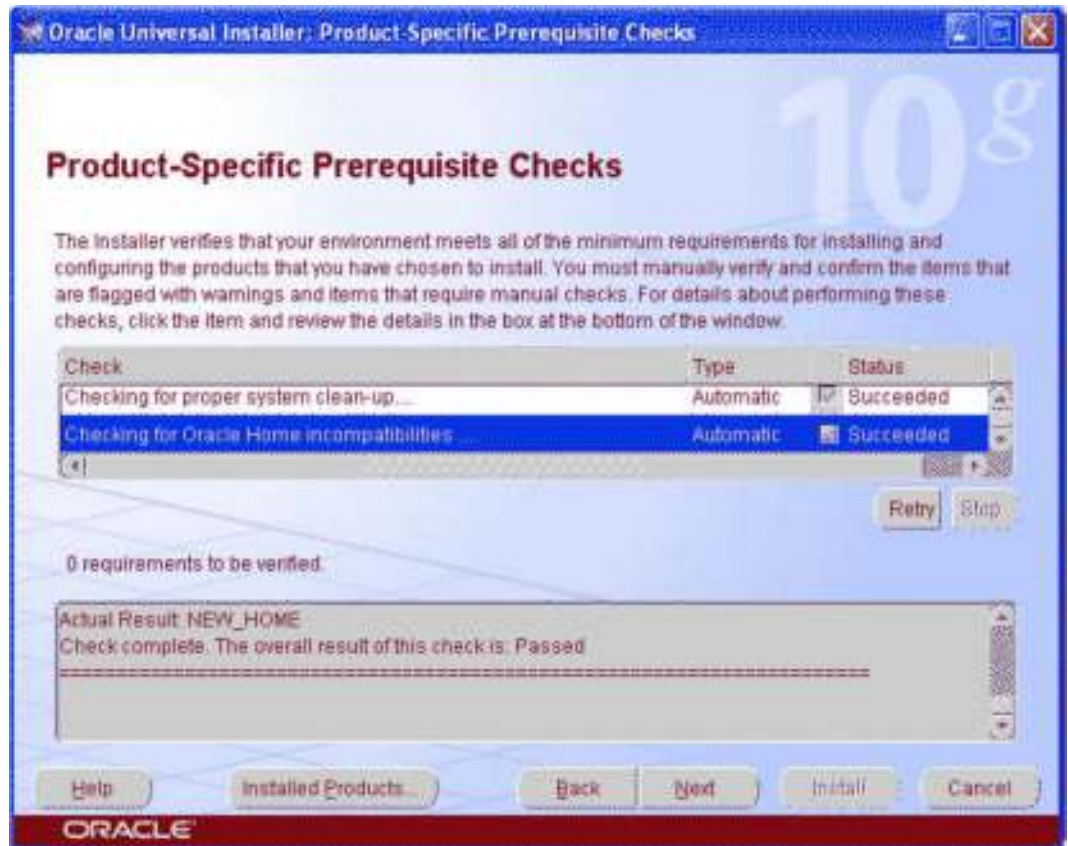 Oracle Universal Installer: Product-Specific Prerequisite Checks
10g
Product-Specific Prerequisite Checks
The Installer verifies that your environment meets all of the minimum requirements for installing and
configuring the products that you have chosen to install. You must manually verify and confirm the items that
are flagged with warnings and items that require manual checks. For details about performing these
checks, click the item and review the details in the box at the bottom of the window.
Check Type Status
Checking for proper system clean-up.... Automatic Succeeded
Checking for Oracle Home incompatibilities .... Automatic Succeeded
Retry Stop
0 requirements to be verified.
Actual Result: NEW_HOME
Check complete. The overall result of this check is: Passed
========================================================================
Help Installed Products... Back Next Install Cancel
ORACLE